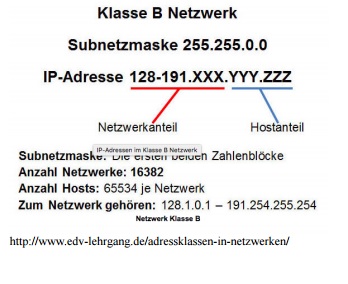 Klasse B Netzwerk
Subnetzmaske 255.255.0.0
IP-Adresse 128-191.XXX.YYY.ZZZ
Netzwerkanteil Hostanteil
IP-Adressen im Klasse B Netzwerk
Subnetzmaske: Die ersten beiden Zahlenblöcke
Anzahl Netzwerke: 16382
Anzahl Hosts: 65534 je Netzwerk
Zum Netzwerk gehören: 128.1.0.1 – 191.254.255.254
Netzwerk Klasse B
http://www.edv-lehrgang.de/adressklassen-in-netzwerken/